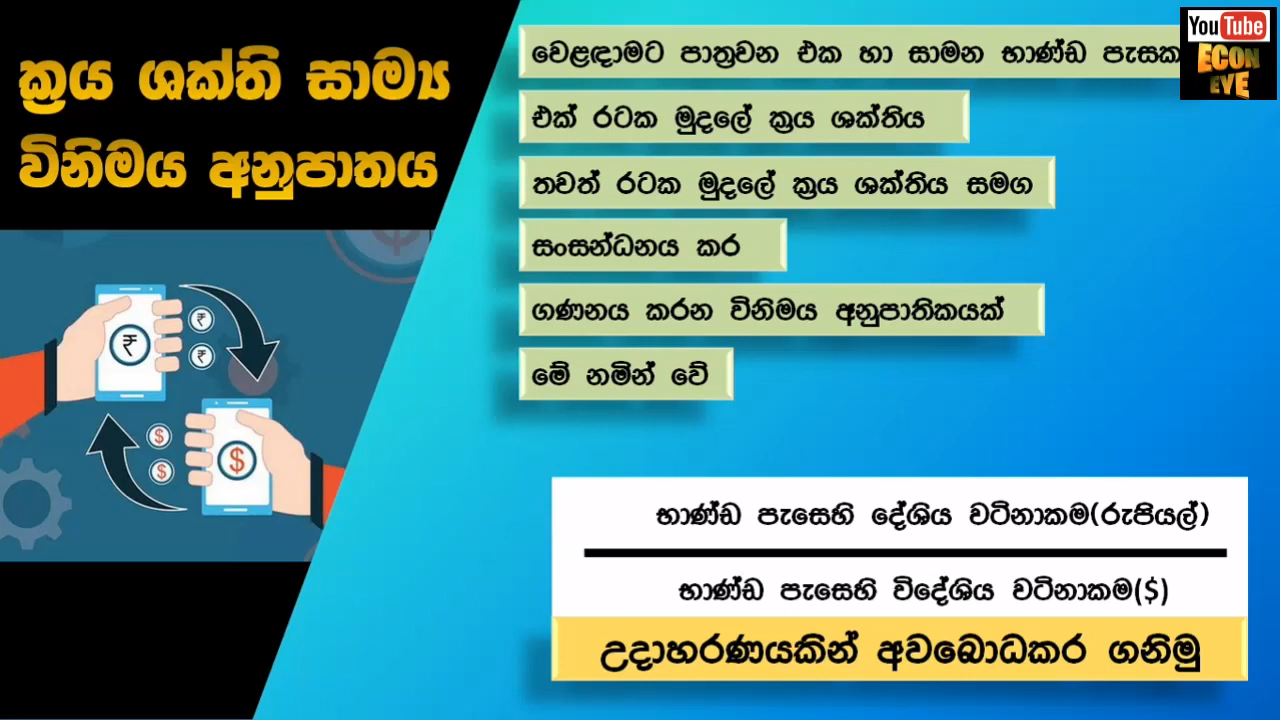 ක්‍රය ශක්ති සාම්‍ය
විනිමය අනුපාතය
වෙළඳාමට පාත්‍රවන එක හා සාමන භාණ්ඩ පැසක
එක් රටක මුදලේ ක්‍රය ශක්තිය
තවත් රටක මුදලේ ක්‍රය ශක්තිය සමග
සංසන්ධනය කර
ගණනය කරන විනිමය අනුපාතිකයක්
මේ නමින් වේ
භාණ්ඩ පැසෙහි දේශිය වටිනාකම(රුපියල්)
භාණ්ඩ පැසෙහි විදේශිය වටිනාකම($)
උදාහරණයකින් අවබොධකර ගනිමු
YouTube
ECON
EYE
₹
₹
₹
$
$
$